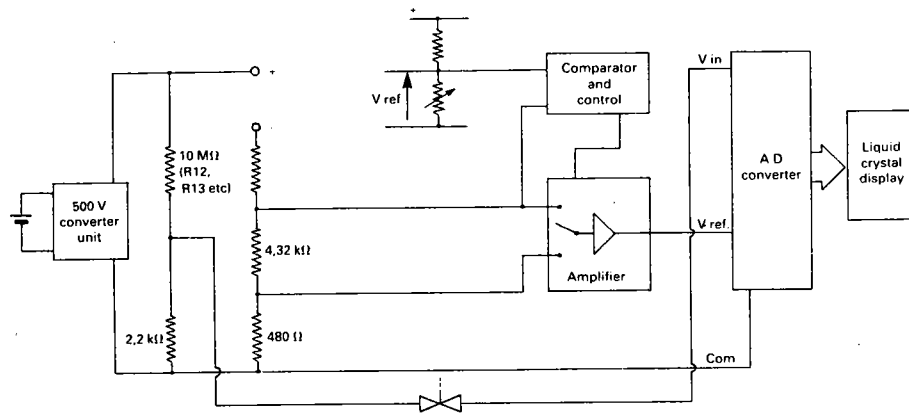 +
+
V ref
10 MΩ
(R12,
R13 etc)
500 V
converter
unit
4,32 kΩ
2,2 kΩ
480 Ω
Comparator
and
control
Amplifier
V in
V ref.
Com
A D
converter
Liquid
crystal
display